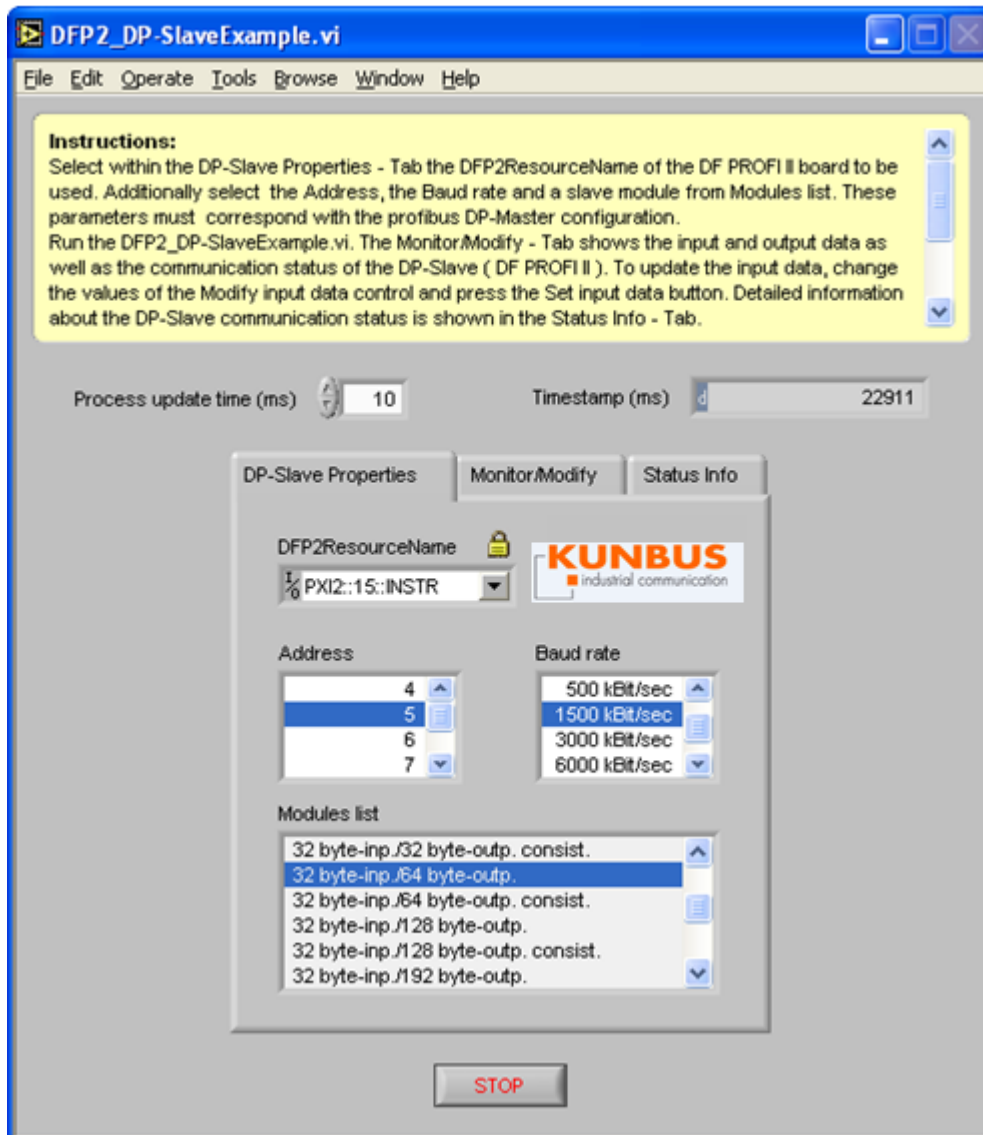 DFP2_DP-SlaveExample.vi
File Edit Operate Tools Browse Window Help
Instructions:
Select within the DP-Slave Properties - Tab the DFP2ResourceName of the DF PROFI II board to be
used. Additionally select the Address, the Baud rate and a slave module from Modules list. These
parameters must correspond with the profibus DP-Master configuration.
Run the DFP2_DP-SlaveExample.vi. The Monitor/Modify - Tab shows the input and output data as
well as the communication status of the DP-Slave ( DF PROFI II ). To update the input data, change
the values of the Modify input data control and press the Set input data button. Detailed information
about the DP-Slave communication status is shown in the Status Info - Tab.
Process update time (ms) 10 Timestamp (ms) d 22911
DP-Slave Properties Monitor/Modify Status Info
DFP2ResourceName
KUNBUS
industrial communication
I/O PXI2::15::INSTR
Address Baud rate
4 500 kBit/sec
5 1500 kBit/sec
6 3000 kBit/sec
7 6000 kBit/sec
Modules list
32 byte-inp./32 byte-outp. consist.
32 byte-inp./64 byte-outp.
32 byte-inp./64 byte-outp. consist.
32 byte-inp./128 byte-outp.
32 byte-inp./128 byte-outp. consist.
32 byte-inp./192 byte-outp.
STOP